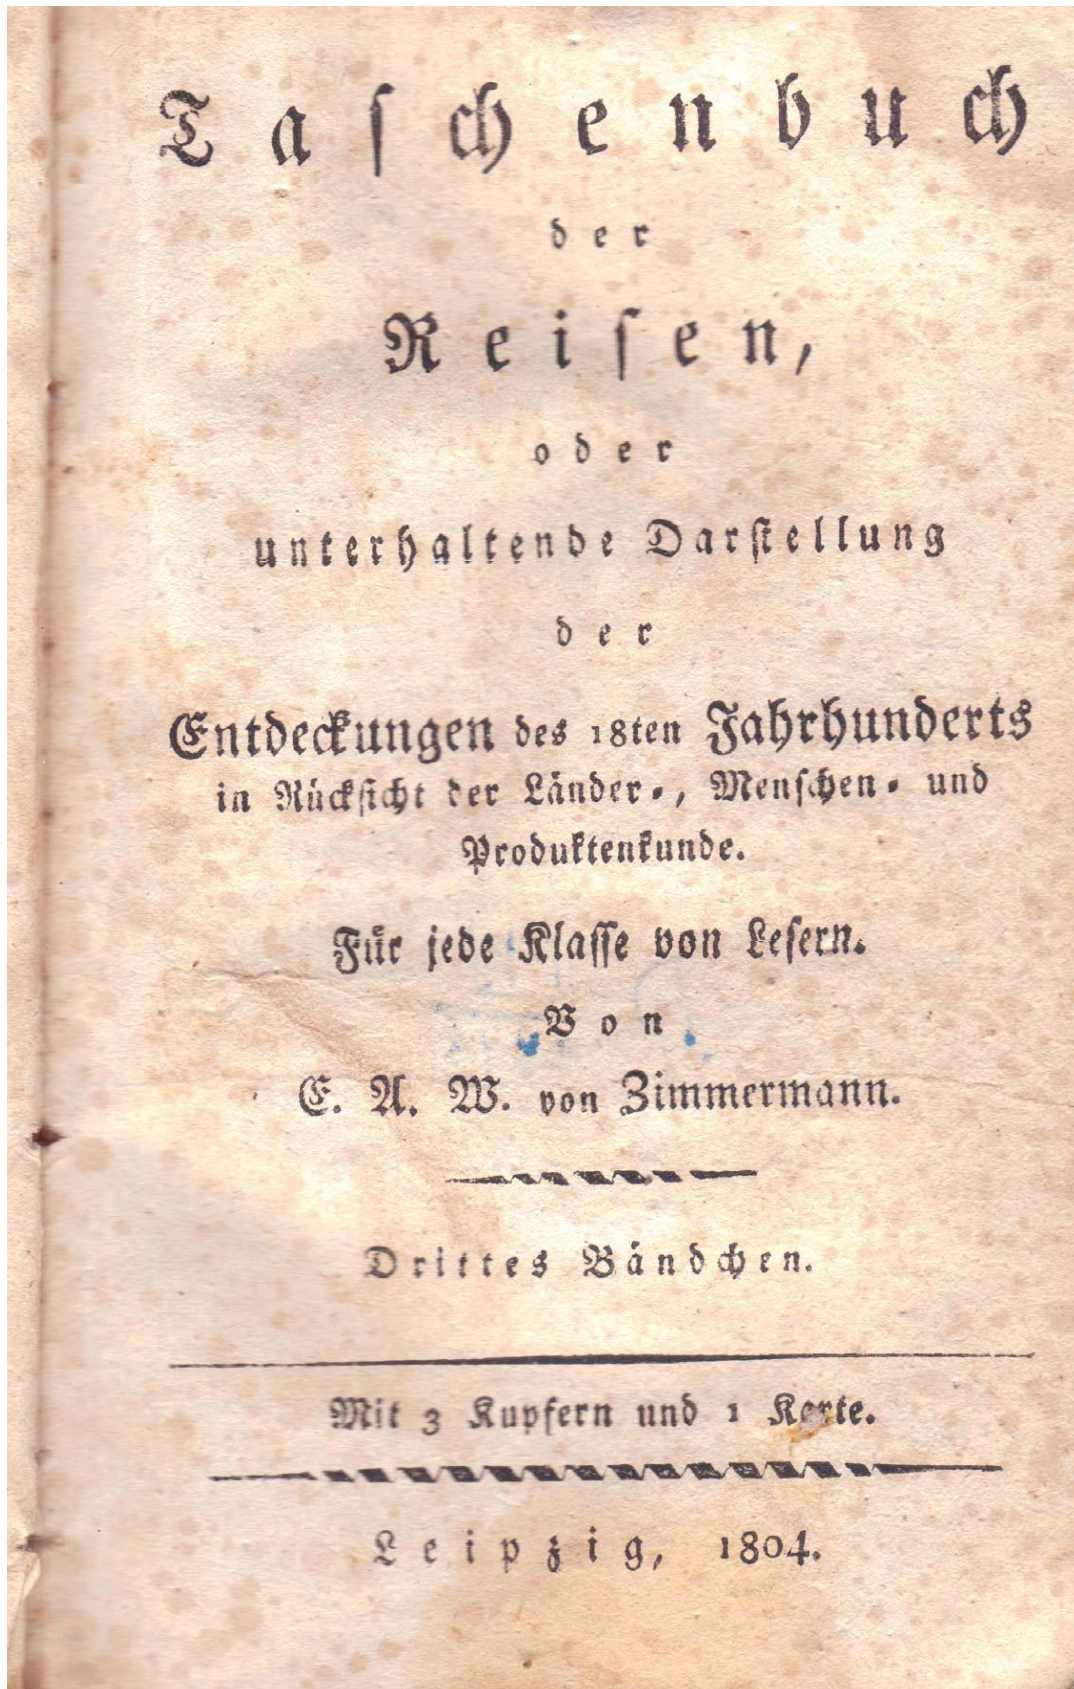 Taſchenbuch
der
Reiſen,
oder
unterhaltende Darſtellung
der
Entdeckungen des 18ten Jahrhunderts
in Rückſicht der Länder-, Menſchen- und
Produktenkunde.
Für jede Klaſſe von Leſern.
Von
E. A. W. von Zimmermann.
Drittes Bändchen.
Mit 3 Kupfern und 1 Karte.
Leipzig, 1804.